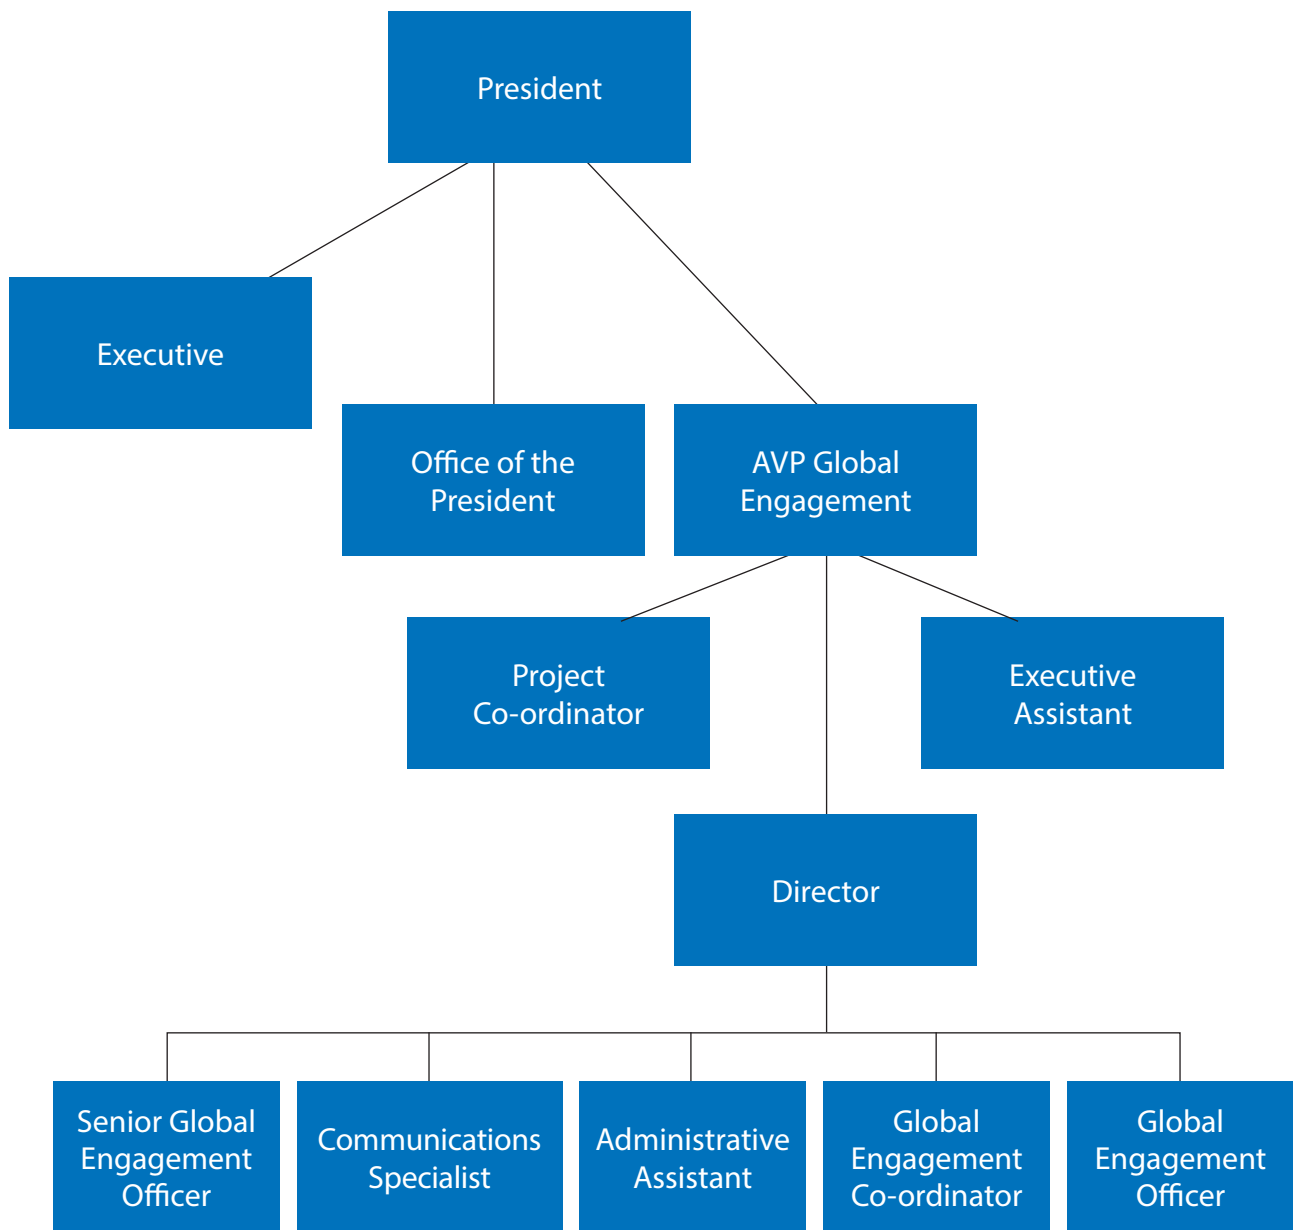 President
Executive
Office of the
President
AVP Global
Engagement
Project
Co-ordinator
Executive
Assistant
Director
Senior Global
Engagement
Officer
Communications
Specialist
Administrative
Assistant
Global
Engagement
Co-ordinator
Global
Engagement
Officer